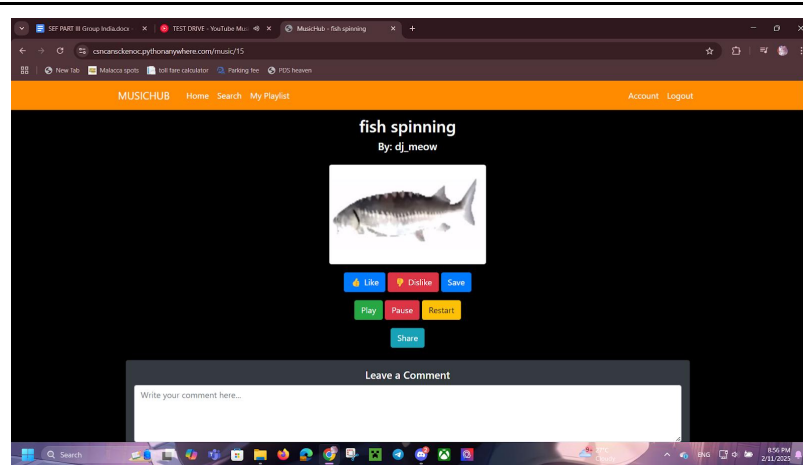 SEF PART III Group India.docx
TEST DRIVE - YouTube Mus
MusicHub - fish spinning
csncansckenoc.pythonanywhere.com/music/15
New Tab Malacca spots toll fare calculator Parking fee PDS heaven
MUSICHUB Home Search My Playlist Account Logout
fish spinning
By: dj_meow
Like Dislike Save
Play Pause Restart
Share
Leave a Comment
Write your comment here...
Search
ENG
8:56 PM
2/11/2025